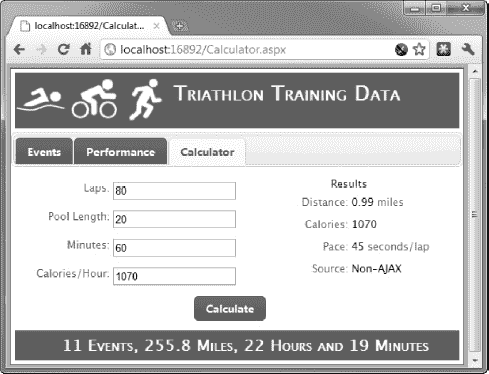 localhost:16892/Calculat...
localhost:16892/Calculator.aspx
Triathlon Training Data
Events Performance Calculator
Laps: 80
Pool Length: 20
Minutes: 60
Calories/Hour: 1070
Calculate
Results
Distance: 0.99 miles
Calories: 1070
Pace: 45 seconds/lap
Source: Non-AJAX
11 Events, 255.8 Miles, 22 Hours and 19 Minutes